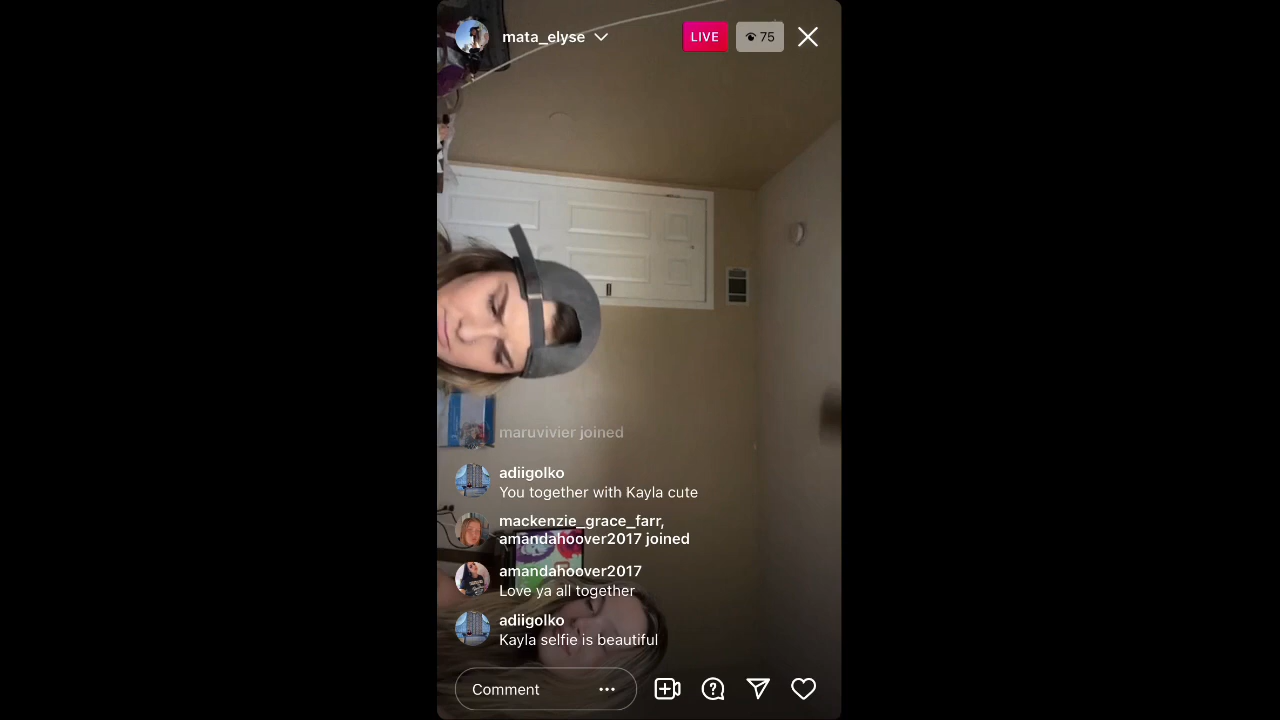 mata_elyse
LIVE
75
maruvivier joined
adiigolko
You together with Kayla cute
mackenzie_grace_farr,
amandahoover2017 joined
amandahoover2017
Love ya all together
adiigolko
Kayla selfie is beautiful
Comment